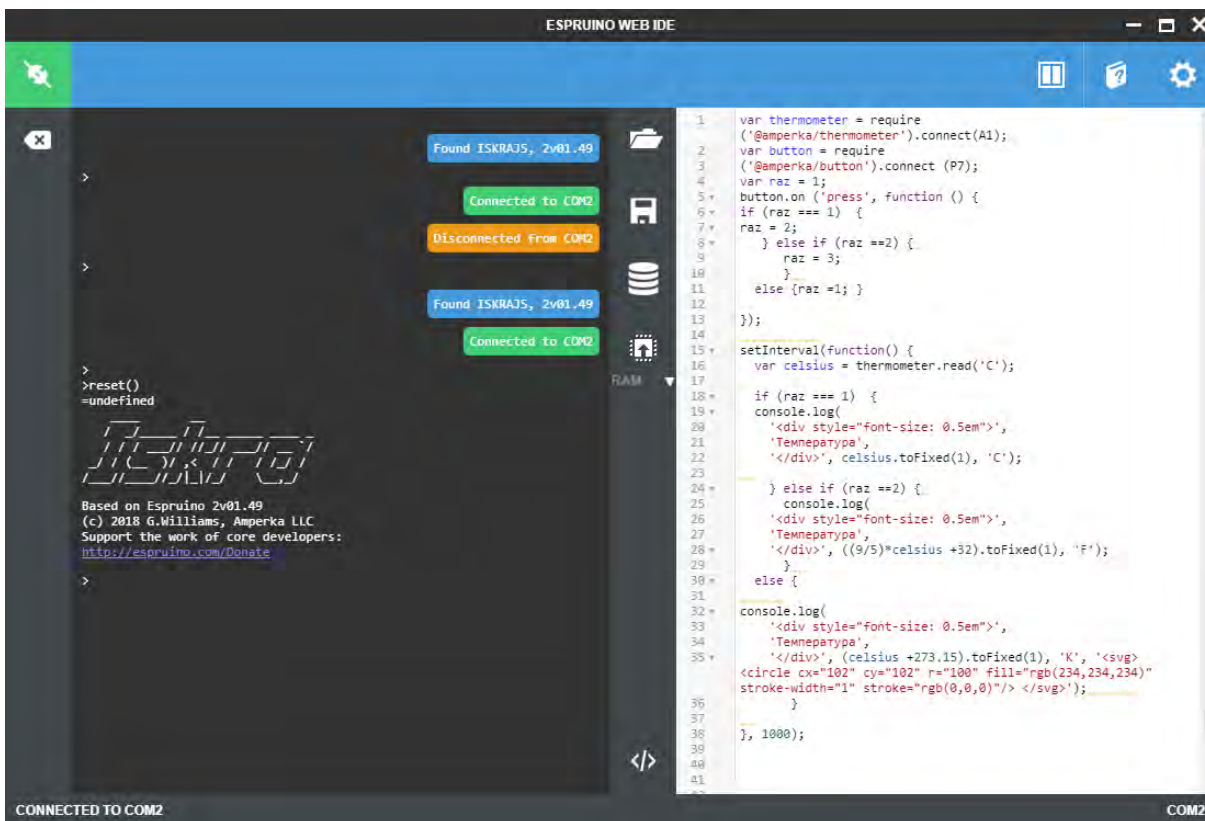 ESPRUINO WEB IDE
Found ISKRAJS, 2v01.49
>
Connected to COM2
Disconnected from COM2
>
Found ISKRAJS, 2v01.49
Connected to COM2
>
>reset()
=undefined
Iskra
Based on Espruino 2v01.49
(c) 2018 G.Williams, Amperka LLC
Support the work of core developers:
http://espruino.com/Donate
>
RAM
</>
1 var thermometer = require
('@amperka/thermometer').connect(A1);
2 var button = require
3 ('@amperka/button').connect (P7);
4 var raz = 1;
5 button.on ('press', function () {
6 if (raz === 1)  {
7 raz = 2;
8 } else if (raz ==2) {
9 raz = 3;
10 }
11 else {raz =1; }
12
13 });
14
15 setInterval(function() {
16 var celsius = thermometer.read('C');
17
18 if (raz === 1)  {
19 console.log(
20 '<div style="font-size: 0.5em">',
21 'Температура',
22 '</div>', celsius.toFixed(1), 'C');
23
24 } else if (raz ==2) {
25 console.log(
26 '<div style="font-size: 0.5em">',
27 'Температура',
28 '</div>', ((9/5)*celsius +32).toFixed(1), 'F');
29 }
30 else {
31
32 console.log(
33 '<div style="font-size: 0.5em">',
34 'Температура',
35 '</div>', (celsius +273.15).toFixed(1), 'K', '<svg>
<circle cx="102" cy="102" r="100" fill="rgb(234,234,234)"
stroke-width="1" stroke="rgb(0,0,0)"/> </svg>');
36 }
37
38 }, 1000);
39
40
41
CONNECTED TO COM2
COM2